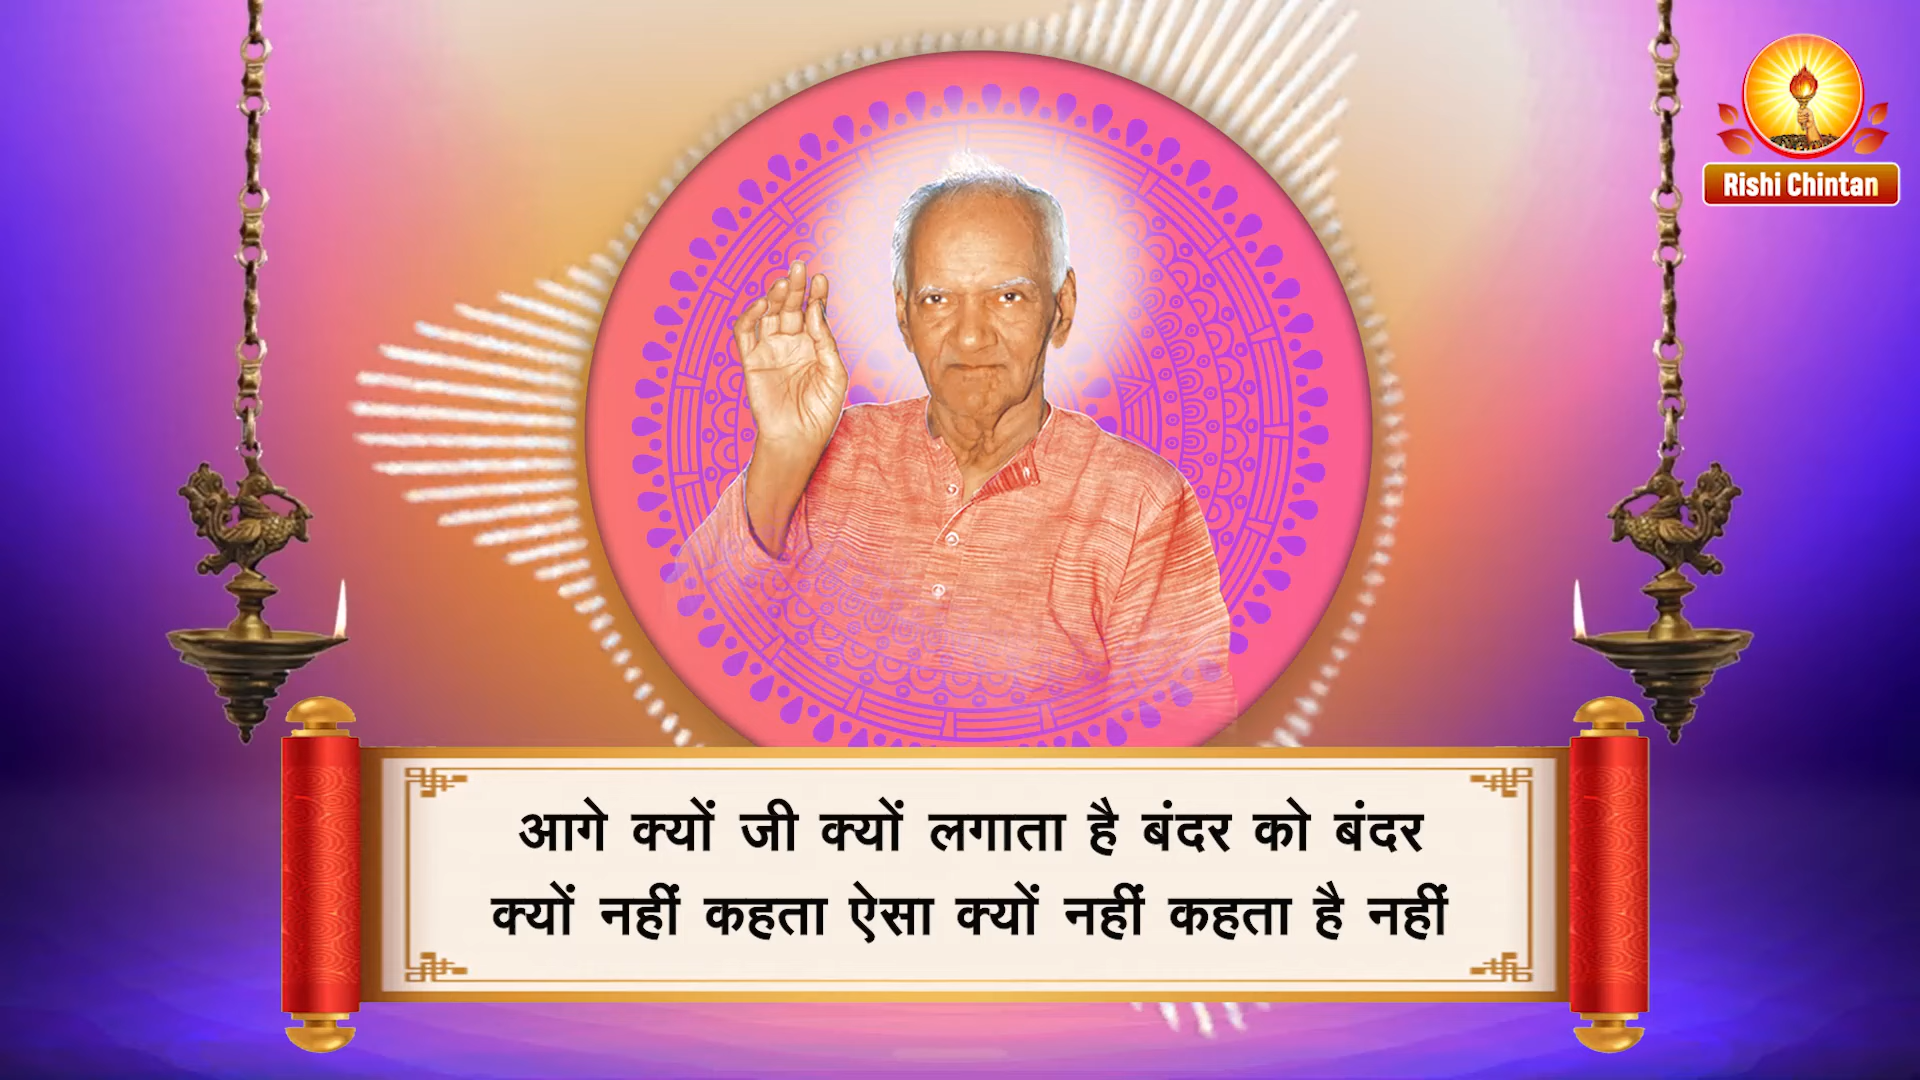 Rishi Chintan
आगे क्यों जी क्यों लगाता है बंदर को बंदर
क्यों नहीं कहता ऐसा क्यों नहीं कहता है नहीं